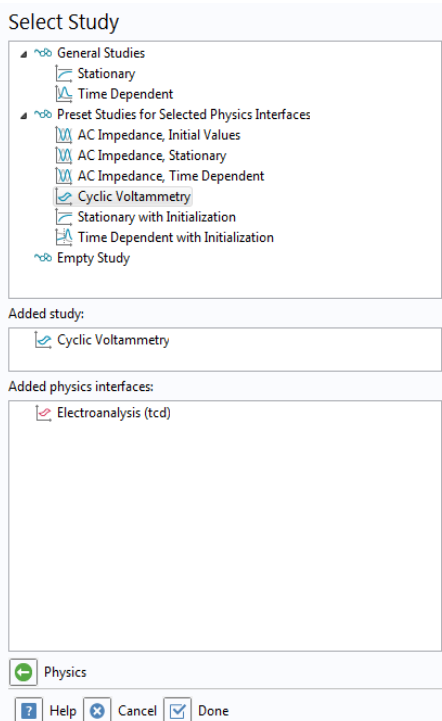 Select Study
General Studies
Stationary
Time Dependent
Preset Studies for Selected Physics Interfaces
AC Impedance, Initial Values
AC Impedance, Stationary
AC Impedance, Time Dependent
Cyclic Voltammetry
Stationary with Initialization
Time Dependent with Initialization
Empty Study
Added study:
Cyclic Voltammetry
Added physics interfaces:
Electroanalysis (tcd)
Physics
? Help Cancel Done